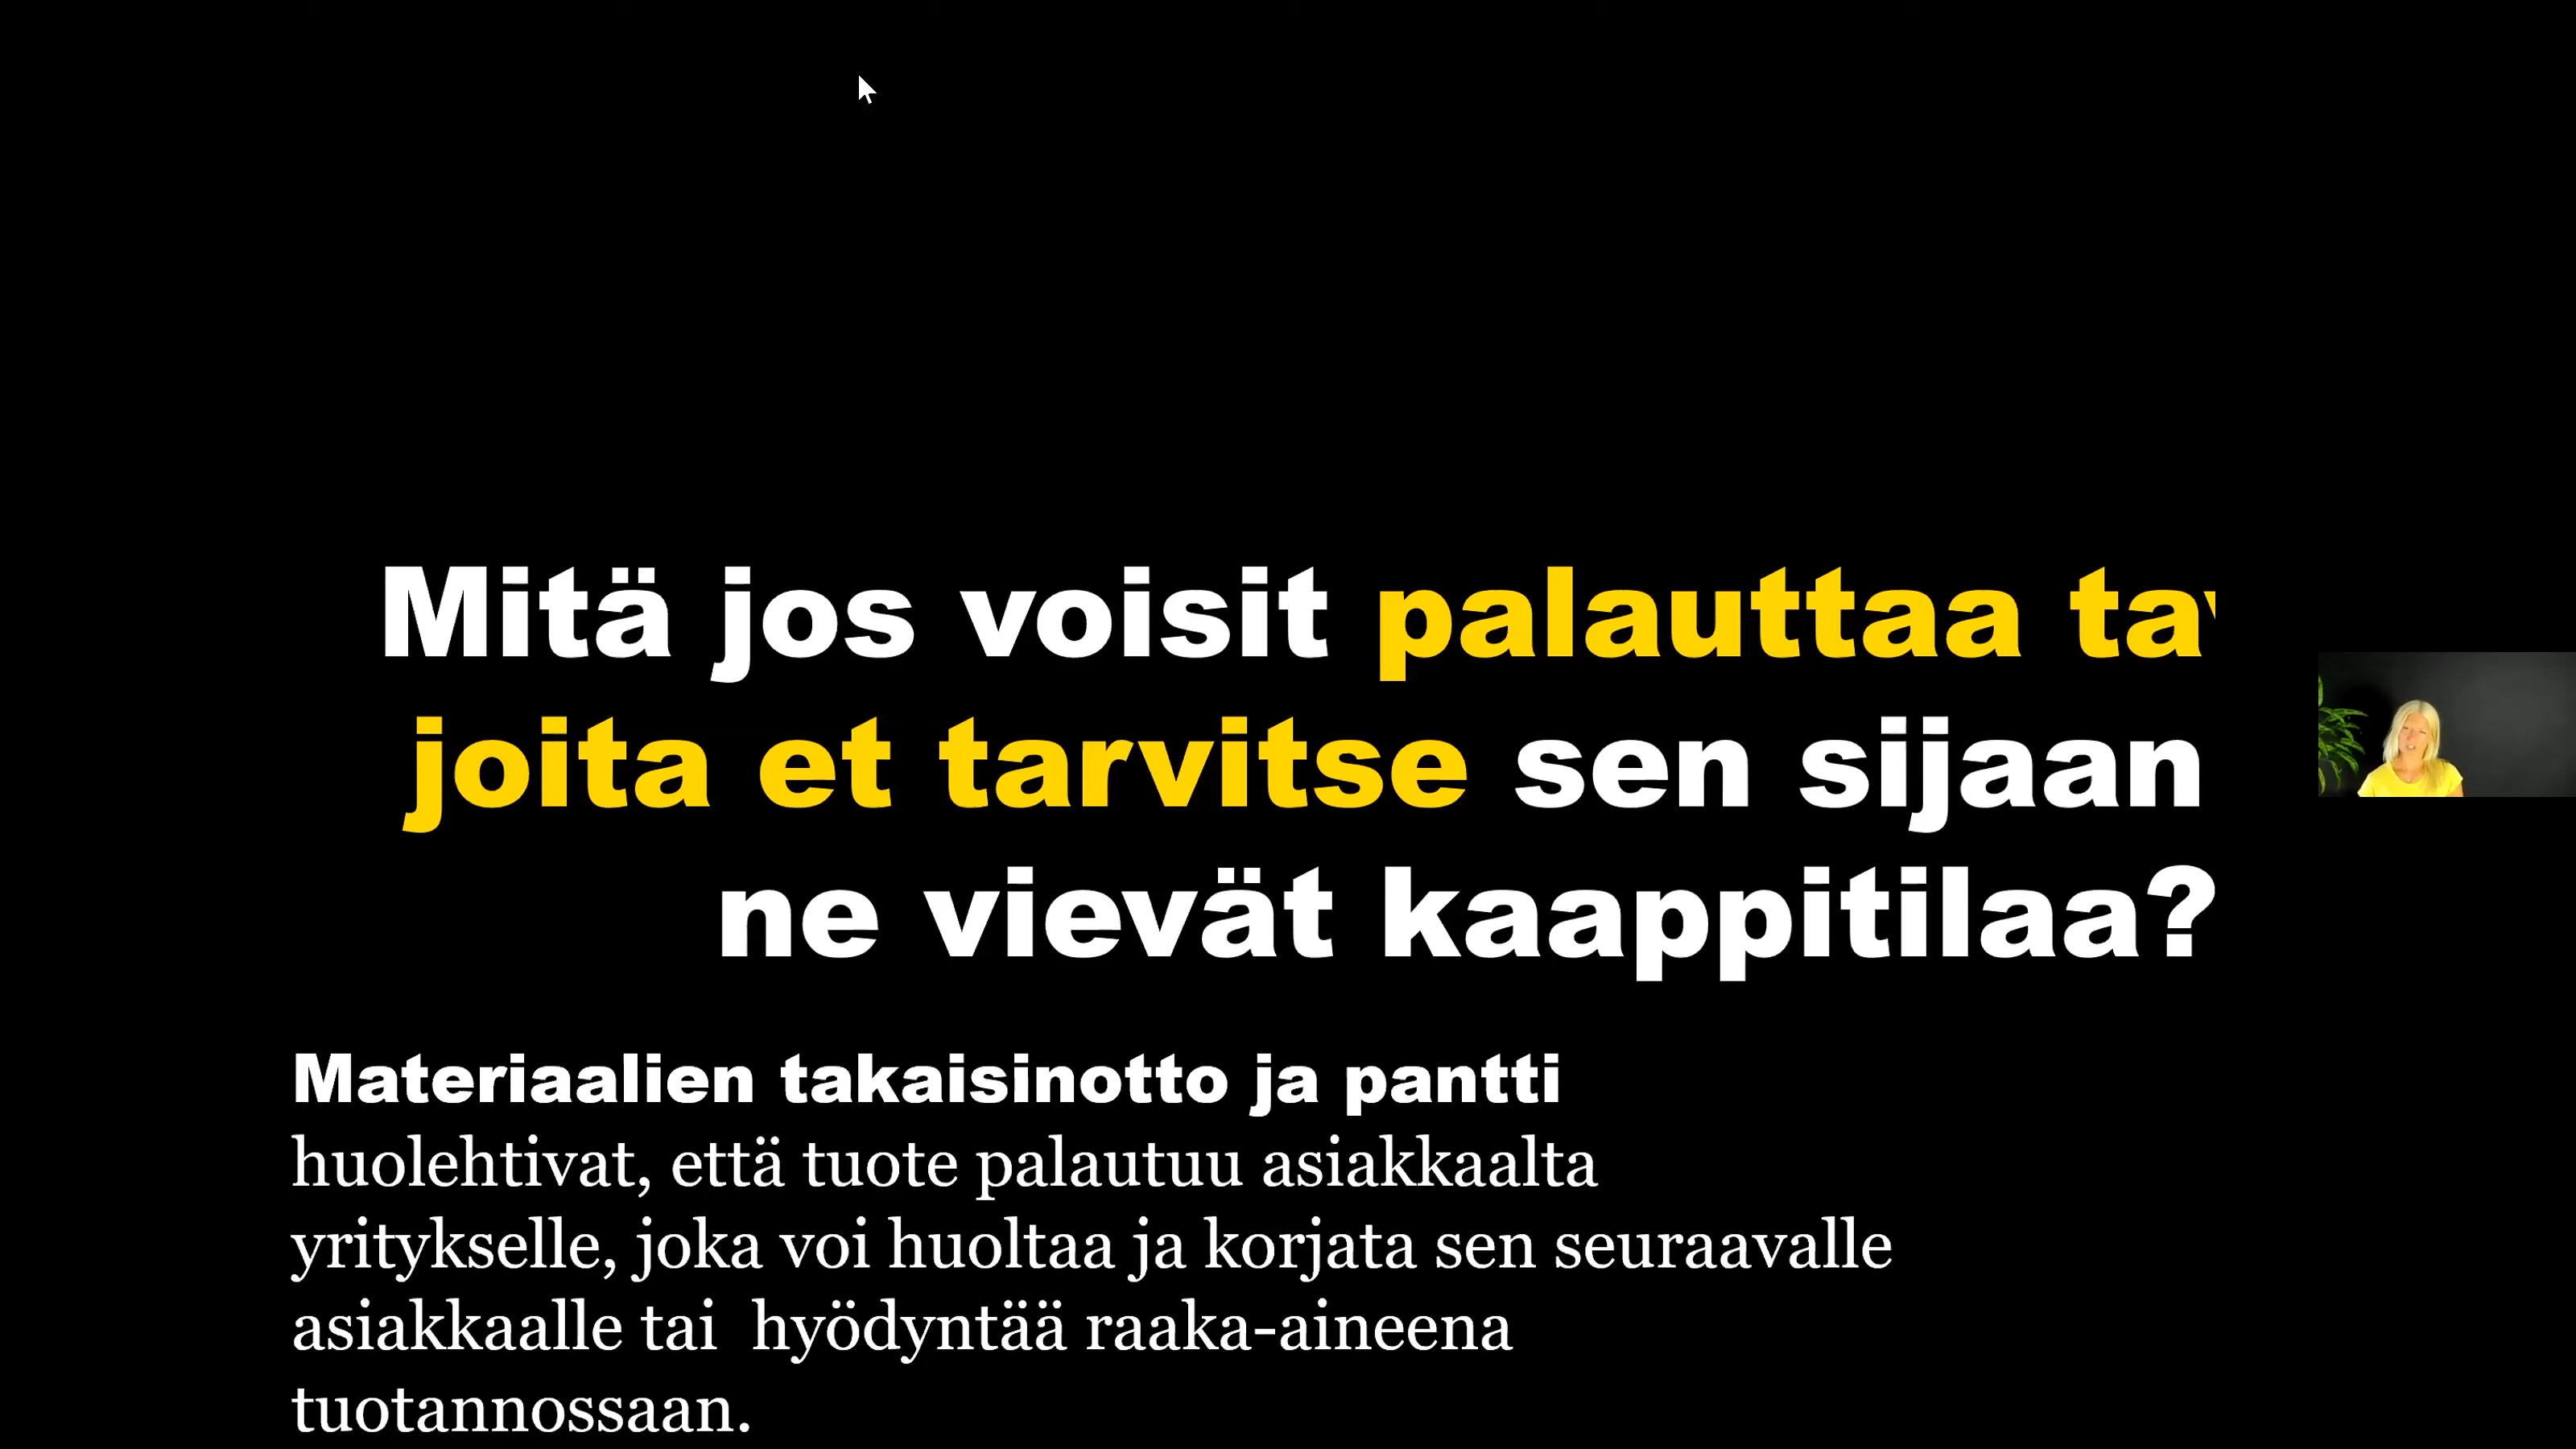 Mitä jos voisit palauttaa
joita et tarvitse sen sijaan
ne vievät kaappitilaa?
Materiaalien takaisinotto ja pantti
huolehtivat, että tuote palautuu asiakkaalta
yritykselle, joka voi huoltaa ja korjata sen seuraavalle
asiakkaalle tai  hyödyntää raaka-aineena
tuotannossaan.